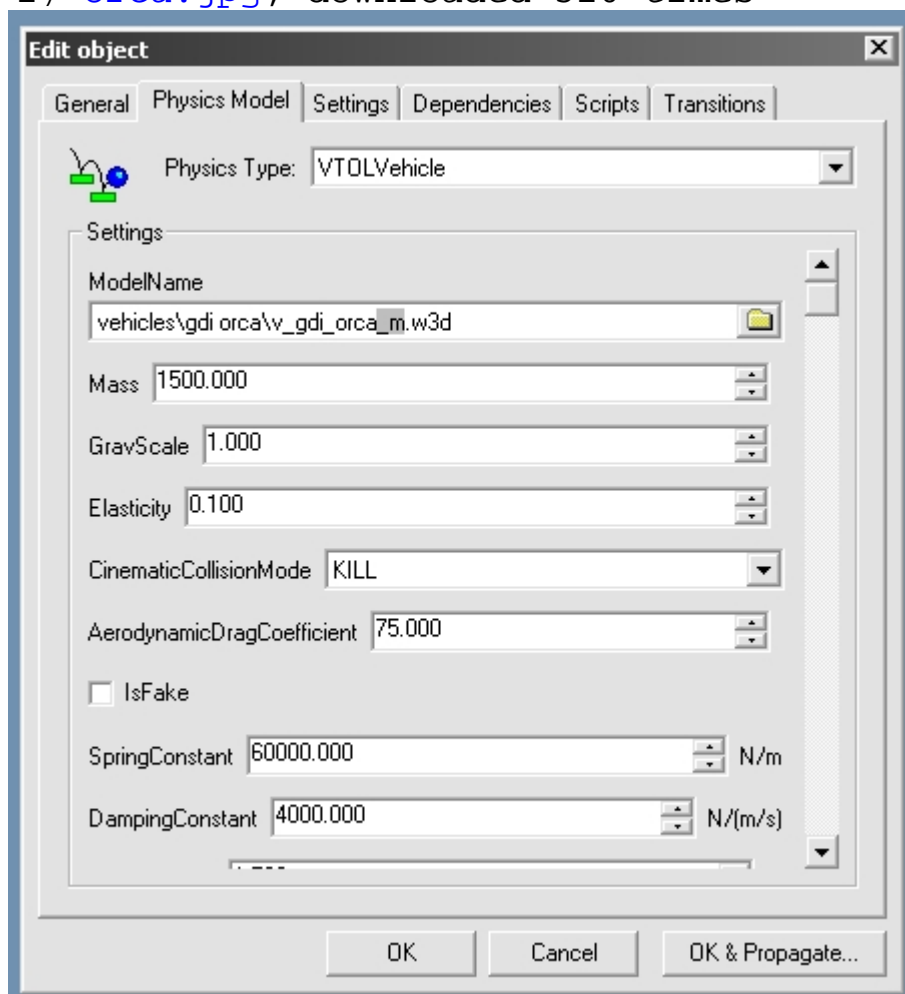 Edit object
General Physics Model Settings Dependencies Scripts Transitions
Physics Type: VTOLVehicle
Settings
ModelName
vehicles\gdi orca\v_gdi_orca_m.w3d
Mass 1500.000
GravScale 1.000
Elasticity 0.100
CinematicCollisionMode KILL
AerodynamicDragCoefficient 75.000
IsFake
SpringConstant 60000.000 N/m
DampingConstant 4000.000 N/(m/s)
OK Cancel OK & Propagate...